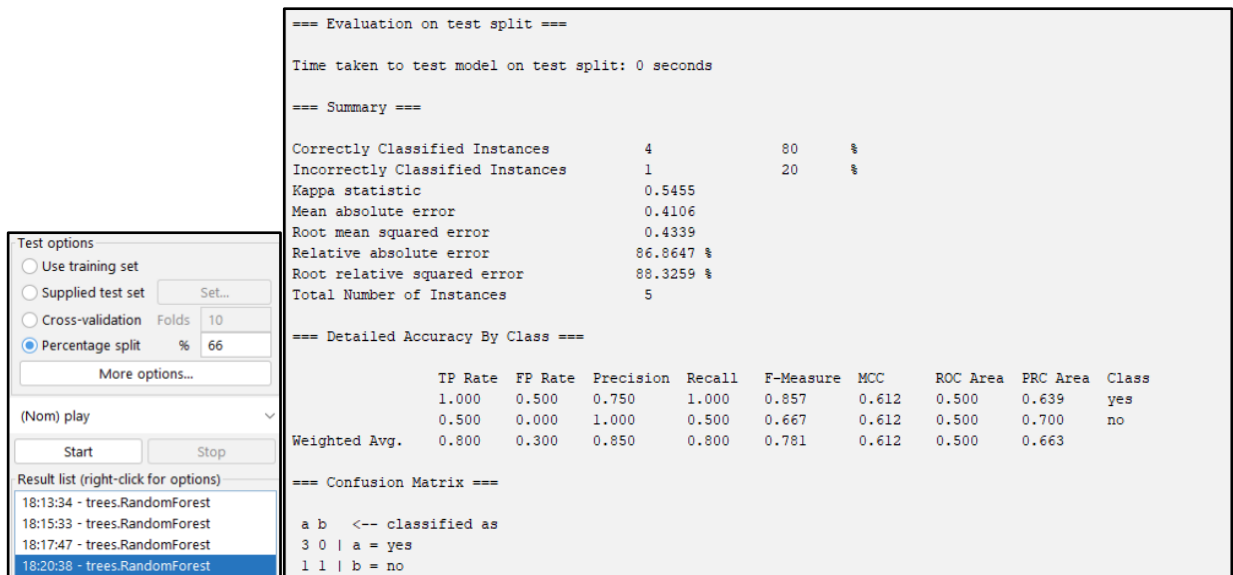 Test options
Use training set
Supplied test set Set...
Cross-validation Folds 10
Percentage split % 66
More options...
(Nom) play
Start Stop
Result list (right-click for options)
18:13:34 - trees.RandomForest
18:15:33 - trees.RandomForest
18:17:47 - trees.RandomForest
18:20:38 - trees.RandomForest
=== Evaluation on test split ===
Time taken to test model on test split: 0 seconds
=== Summary ===
Correctly Classified Instances 4 80 %
Incorrectly Classified Instances 1 20 %
Kappa statistic 0.5455
Mean absolute error 0.4106
Root mean squared error 0.4339
Relative absolute error 86.8647 %
Root relative squared error 88.3259 %
Total Number of Instances 5
=== Detailed Accuracy By Class ===
TP Rate FP Rate Precision Recall F-Measure MCC ROC Area PRC Area Class
1.000 0.500 0.750 1.000 0.857 0.612 0.500 0.639 yes
0.500 0.000 1.000 0.500 0.667 0.612 0.500 0.700 no
Weighted Avg. 0.800 0.300 0.850 0.800 0.781 0.612 0.500 0.663
=== Confusion Matrix ===
a b <-- classified as
3 0 | a = yes
1 1 | b = no